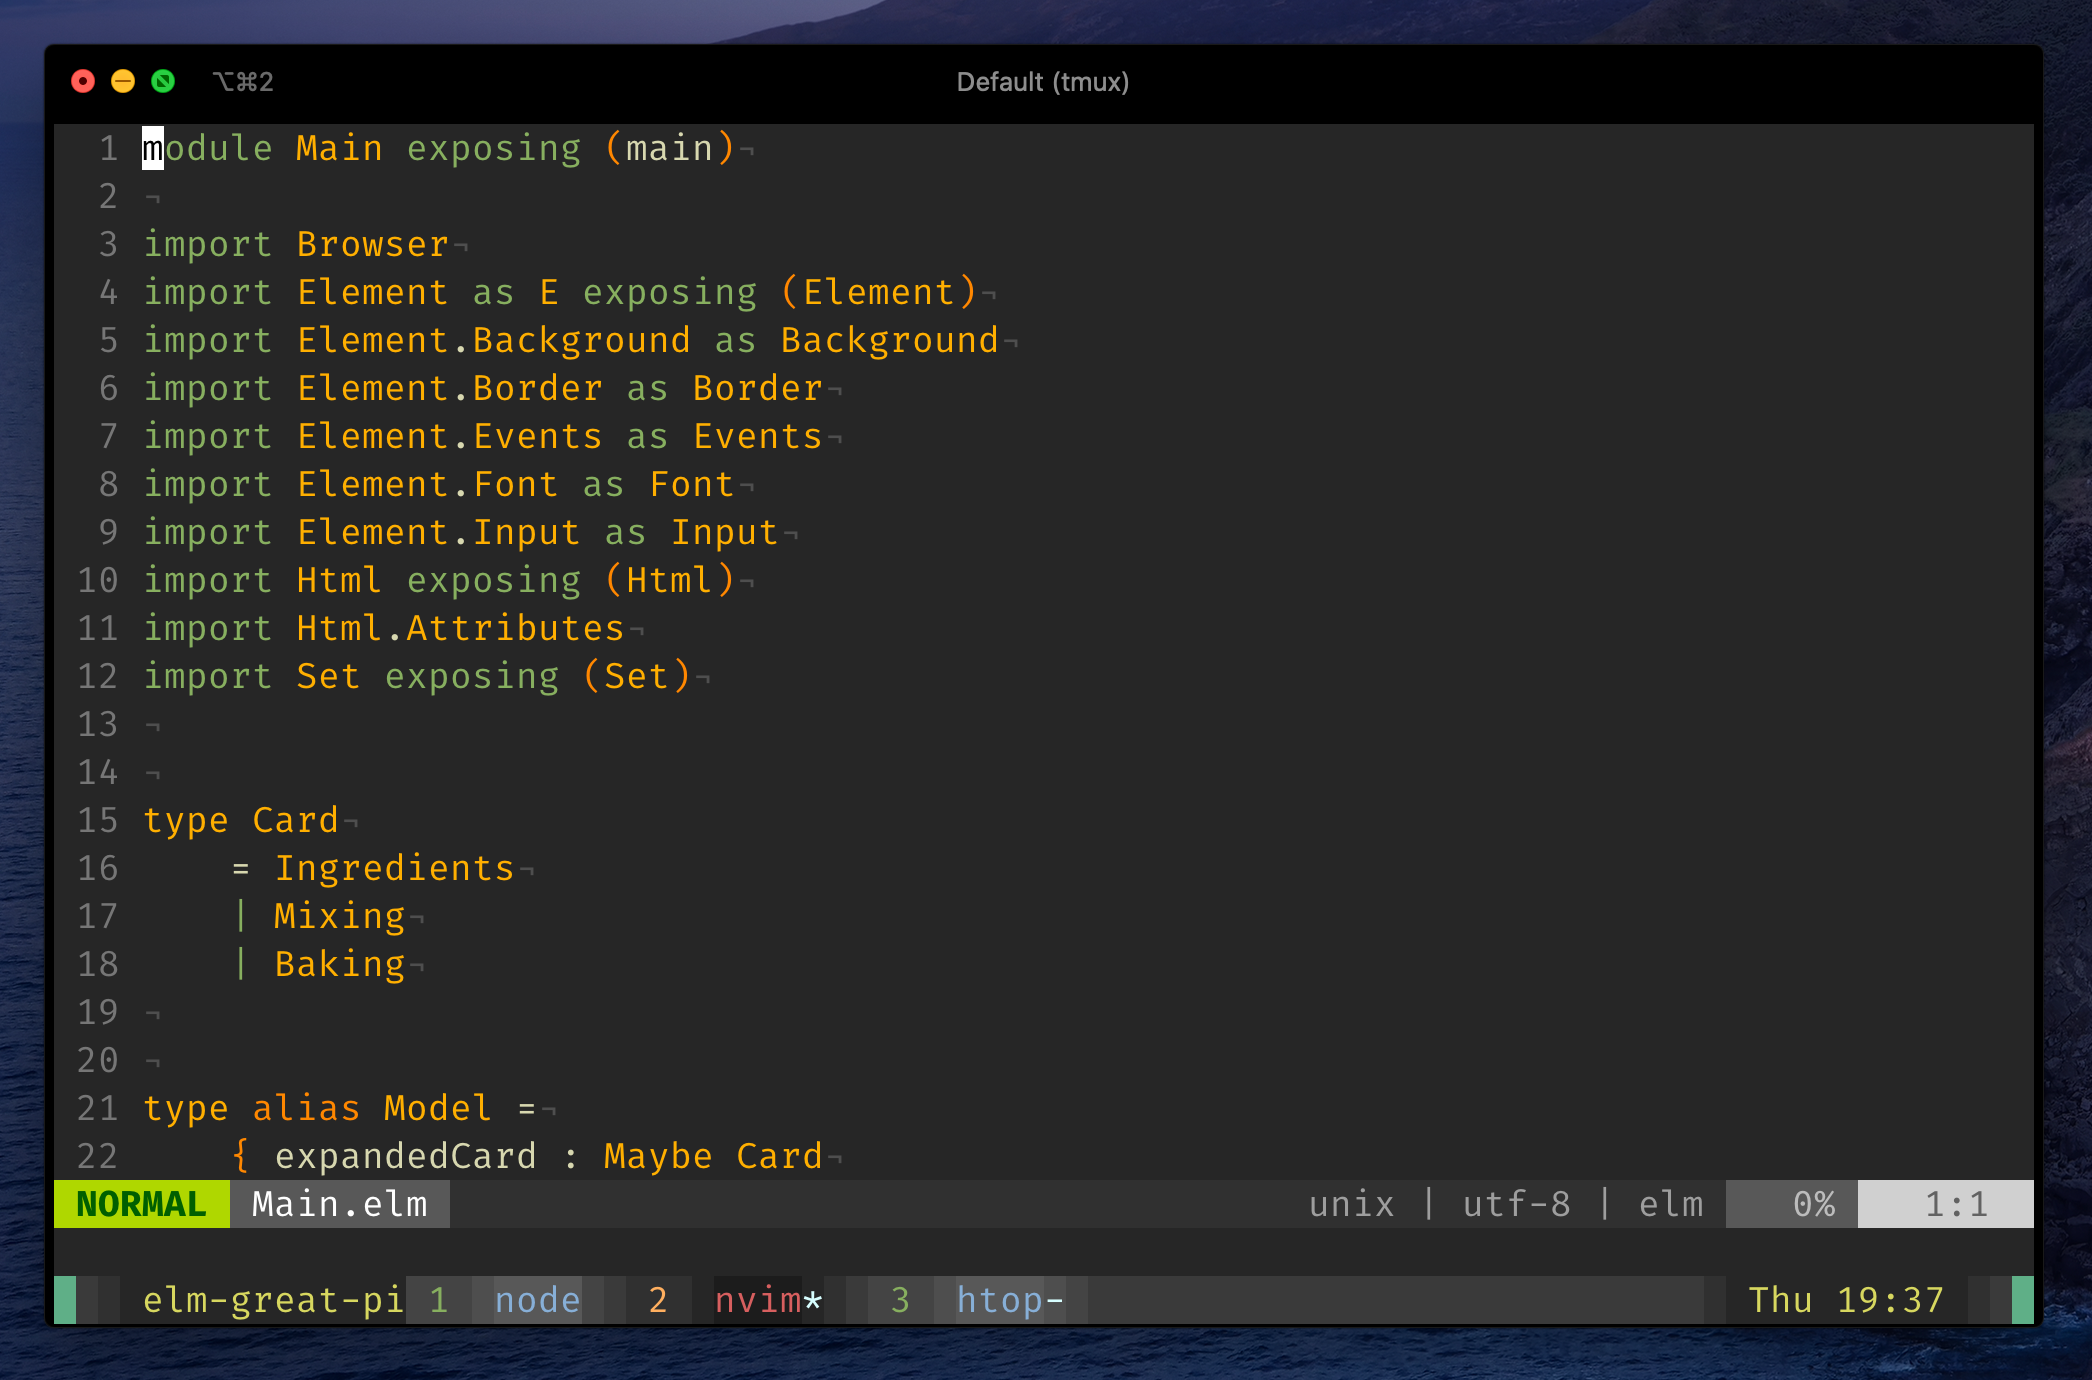 ⌥⌘2 Default (tmux)
1 module Main exposing (main)¬
2 ¬
3 import Browser¬
4 import Element as E exposing (Element)¬
5 import Element.Background as Background¬
6 import Element.Border as Border¬
7 import Element.Events as Events¬
8 import Element.Font as Font¬
9 import Element.Input as Input¬
10 import Html exposing (Html)¬
11 import Html.Attributes¬
12 import Set exposing (Set)¬
13 ¬
14 ¬
15 type Card¬
16     = Ingredients¬
17     | Mixing¬
18     | Baking¬
19 ¬
20 ¬
21 type alias Model =¬
22     { expandedCard : Maybe Card¬
NORMAL Main.elm unix | utf-8 | elm 0% 1:1
elm-great-pi 1 node 2 nvim* 3 htop- Thu 19:37